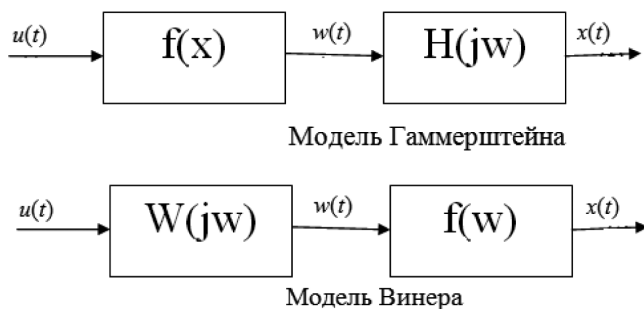 u(t) f(x) w(t) H(jw) x(t)
Модель Гаммерштейна
u(t) W(jw) w(t) f(w) x(t)
Модель Винера